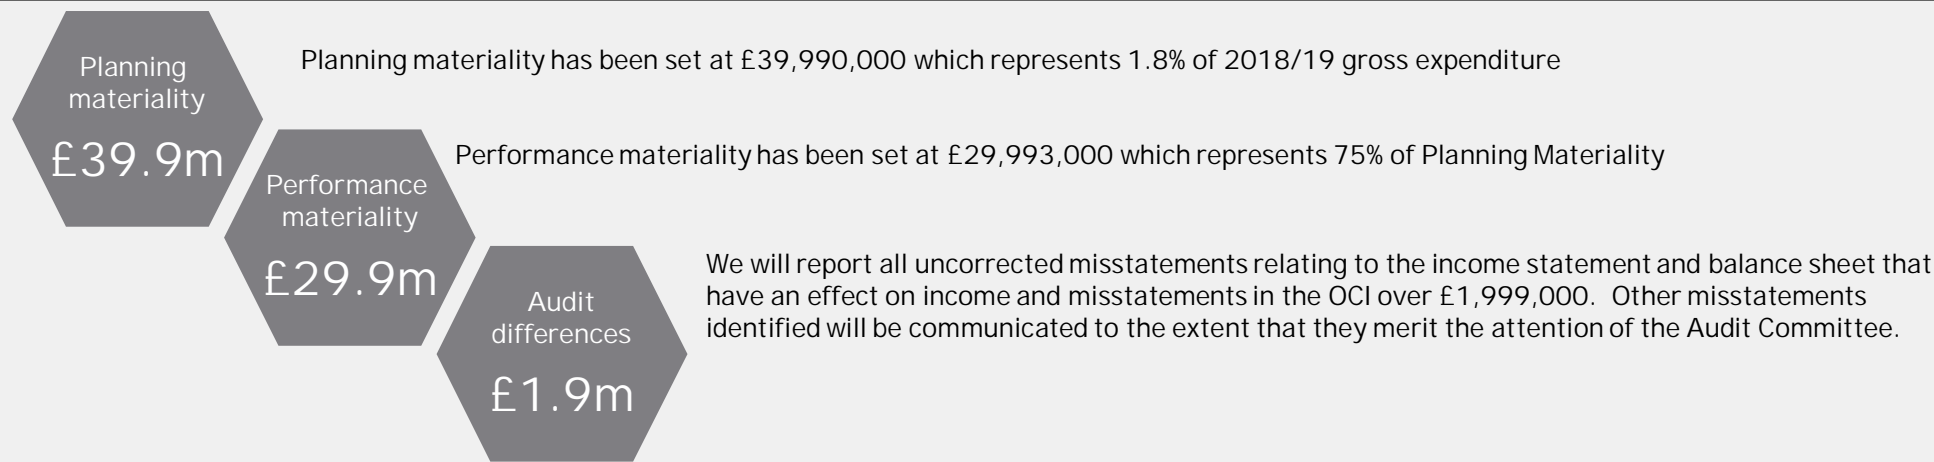 Planning
materiality
£39.9m
Planning materiality has been set at £39,990,000 which represents 1.8% of 2018/19 gross expenditure
Performance
materiality
£29.9m
Performance materiality has been set at £29,993,000 which represents 75% of Planning Materiality
Audit
differences
£1.9m
We will report all uncorrected misstatements relating to the income statement and balance sheet that
have an effect on income and misstatements in the OCI over £1,999,000.  Other misstatements
identified will be communicated to the extent that they merit the attention of the Audit Committee.